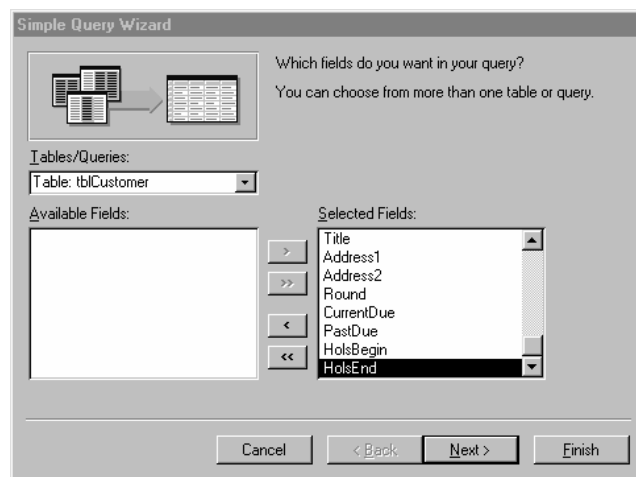 Simple Query Wizard
Which fields do you want in your query?
You can choose from more than one table or query.
Tables/Queries:
Table: tblCustomer
Available Fields:
Selected Fields:
>
>>
<
<<
Title
Address1
Address2
Round
CurrentDue
PastDue
HolsBegin
HolsEnd
Cancel
< Back
Next >
Finish